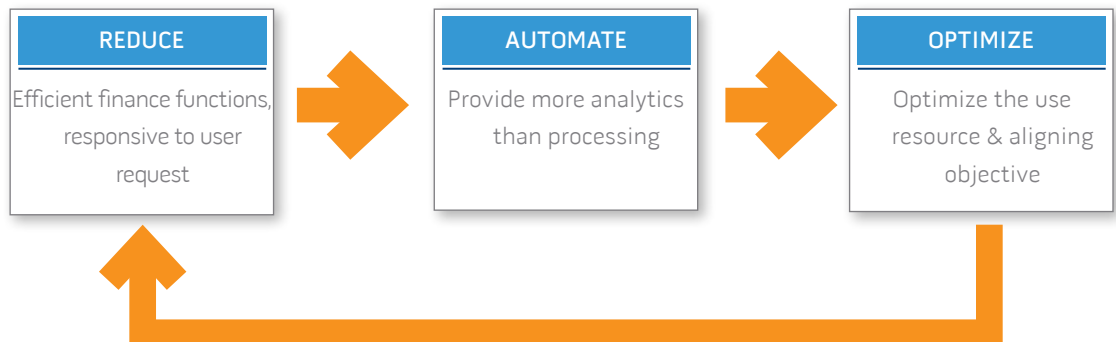 REDUCE
Efficient finance functions,
responsive to user
request
AUTOMATE
Provide more analytics
than processing
OPTIMIZE
Optimize the use
resource & aligning
objective